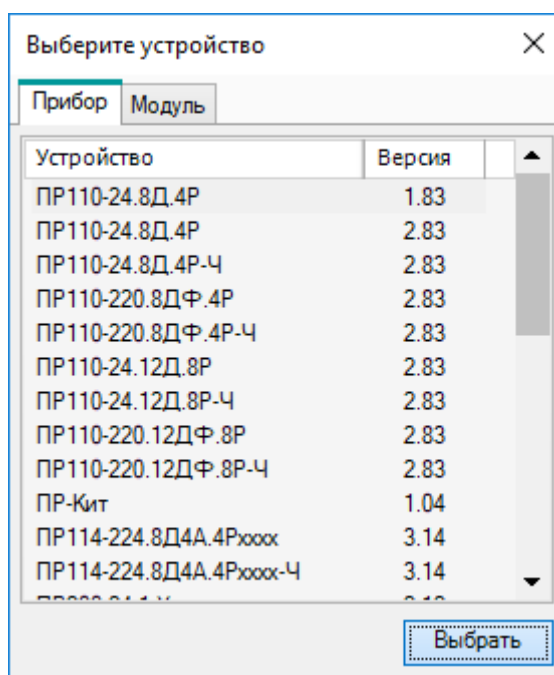 Выберите устройство
Прибор Модуль
Устройство Версия
ПР110-24.8Д.4Р 1.83
ПР110-24.8Д.4Р 2.83
ПР110-24.8Д.4Р-Ч 2.83
ПР110-220.8ДФ.4Р 2.83
ПР110-220.8ДФ.4Р-Ч 2.83
ПР110-24.12Д.8Р 2.83
ПР110-24.12Д.8Р-Ч 2.83
ПР110-220.12ДФ.8Р 2.83
ПР110-220.12ДФ.8Р-Ч 2.83
ПР-Кит 1.04
ПР114-224.8Д4А.4Рхххх 3.14
ПР114-224.8Д4А.4Рхххх-Ч 3.14
Выбрать